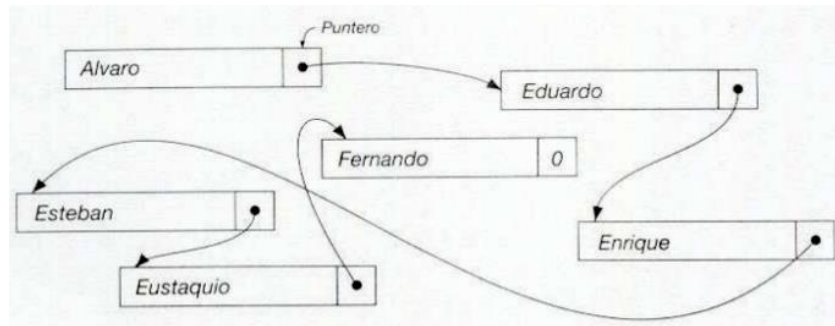 Puntero
Alvaro
Eduardo
Fernando 0
Esteban
Enrique
Eustaquio